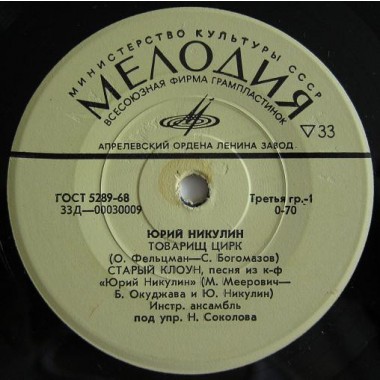 МИНИСТЕРСТВО КУЛЬТУРЫ СССР
МЕЛОДИЯ
ВСЕСОЮЗНАЯ ФИРМА ГРАМПЛАСТИНОК
▽33
АПРЕЛЕВСКИЙ ОРДЕНА ЛЕНИНА ЗАВОД
ГОСТ 5289-68
33Д—00030009
Третья гр.-1
0-70
ЮРИЙ НИКУЛИН
ТОВАРИЩ ЦИРК
(О. Фельцман—С. Богомазов)
СТАРЫЙ КЛОУН, песня из к-ф
«Юрий Никулин» (М. Меерович—
Б. Окуджава и Ю. Никулин)
Инстр. ансамбль
под упр. Н. Соколова